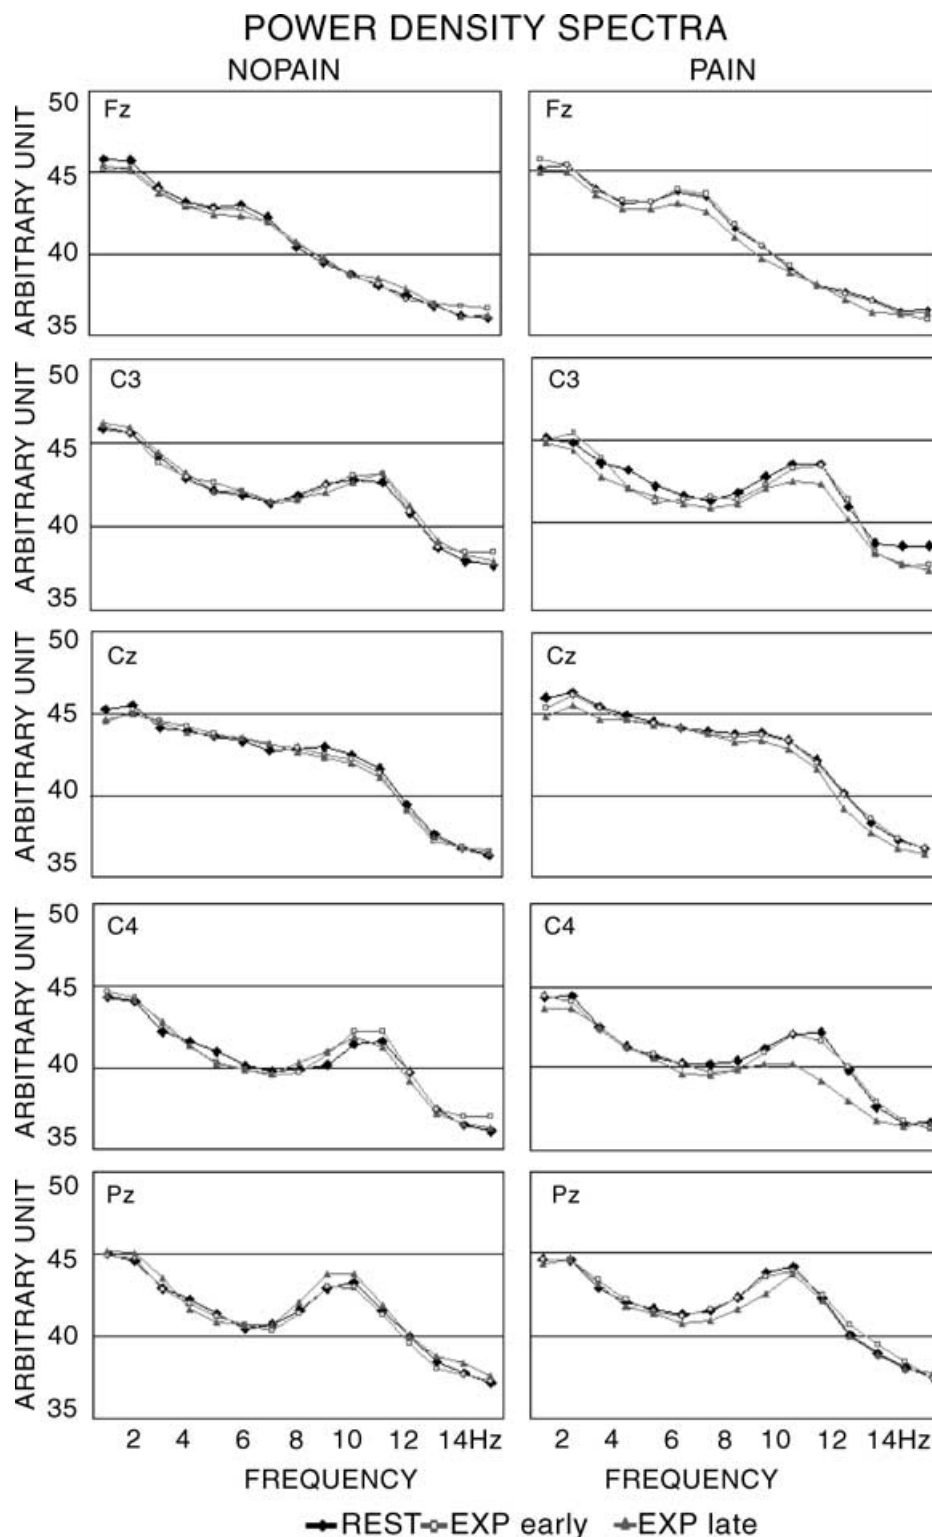 POWER DENSITY SPECTRA
NOPAIN PAIN
ARBITRARY UNIT
50
45
40
35
Fz
Fz
ARBITRARY UNIT
50
45
40
35
C3
C3
ARBITRARY UNIT
50
45
40
35
Cz
Cz
ARBITRARY UNIT
50
45
40
35
C4
C4
ARBITRARY UNIT
50
45
40
35
Pz
Pz
2 4 6 8 10 12 14Hz
2 4 6 8 10 12 14Hz
FREQUENCY FREQUENCY
REST EXP early EXP late